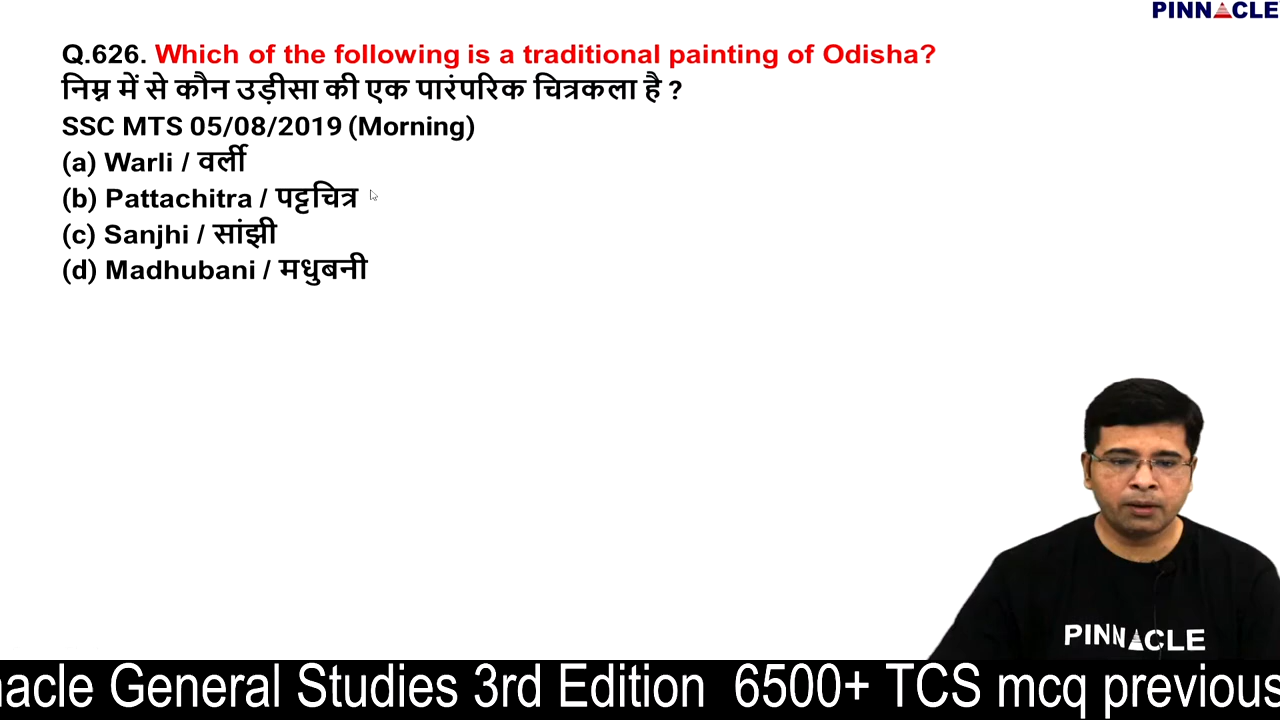 PINNACLE
Q.626. Which of the following is a traditional painting of Odisha?
निम्न में से कौन उड़ीसा की एक पारंपरिक चित्रकला है ?
SSC MTS 05/08/2019 (Morning)
(a) Warli / वर्ली
(b) Pattachitra / पट्टचित्र
(c) Sanjhi / सांझी
(d) Madhubani / मधुबनी
PINNACLE
nacle General Studies 3rd Edition 6500+ TCS mcq previous